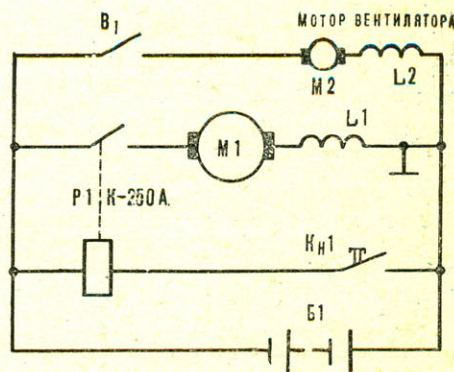 В1
МОТОР ВЕНТИЛЯТОРА
М2
L2
М1
L1
Р1 К-250А.
Кн1
Б1